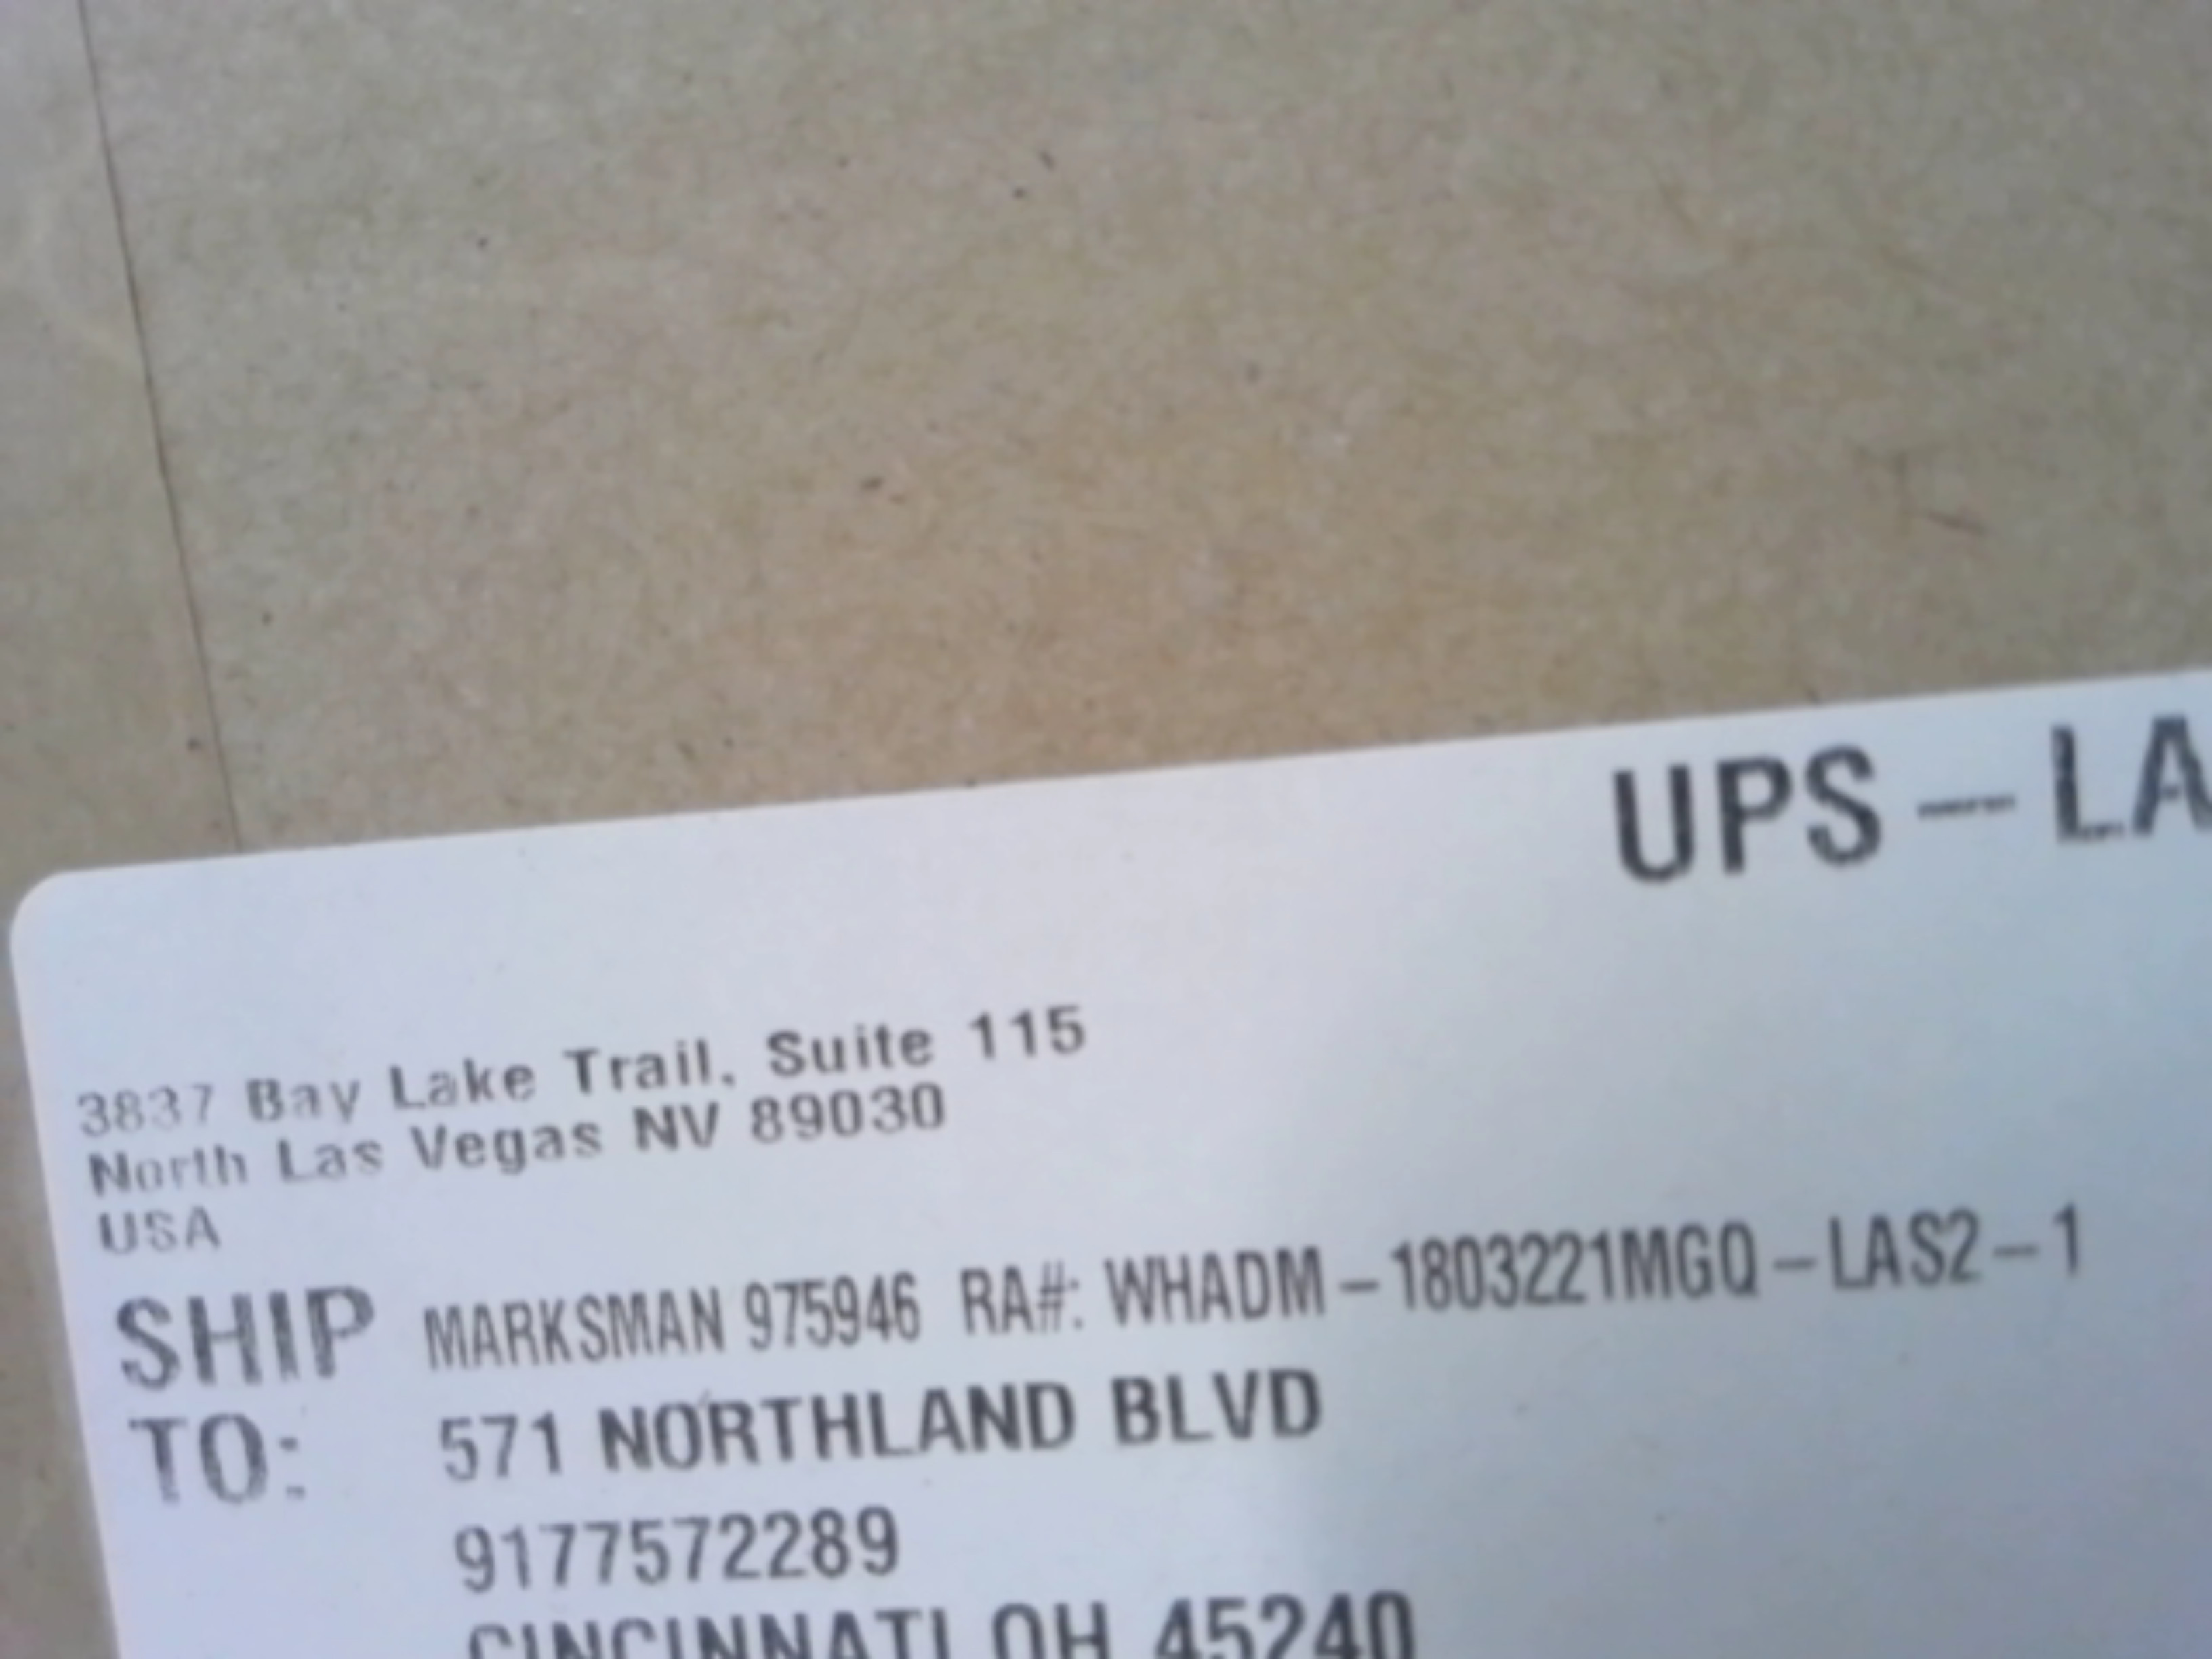 UPS - LA
3837 Bay Lake Trail, Suite 115
North Las Vegas NV 89030
USA
SHIP TO:
MARKSMAN 975946 RA#: WHADM-1803221MGQ-LAS2-1
571 NORTHLAND BLVD
9177572289
CINCINNATI OH 45240